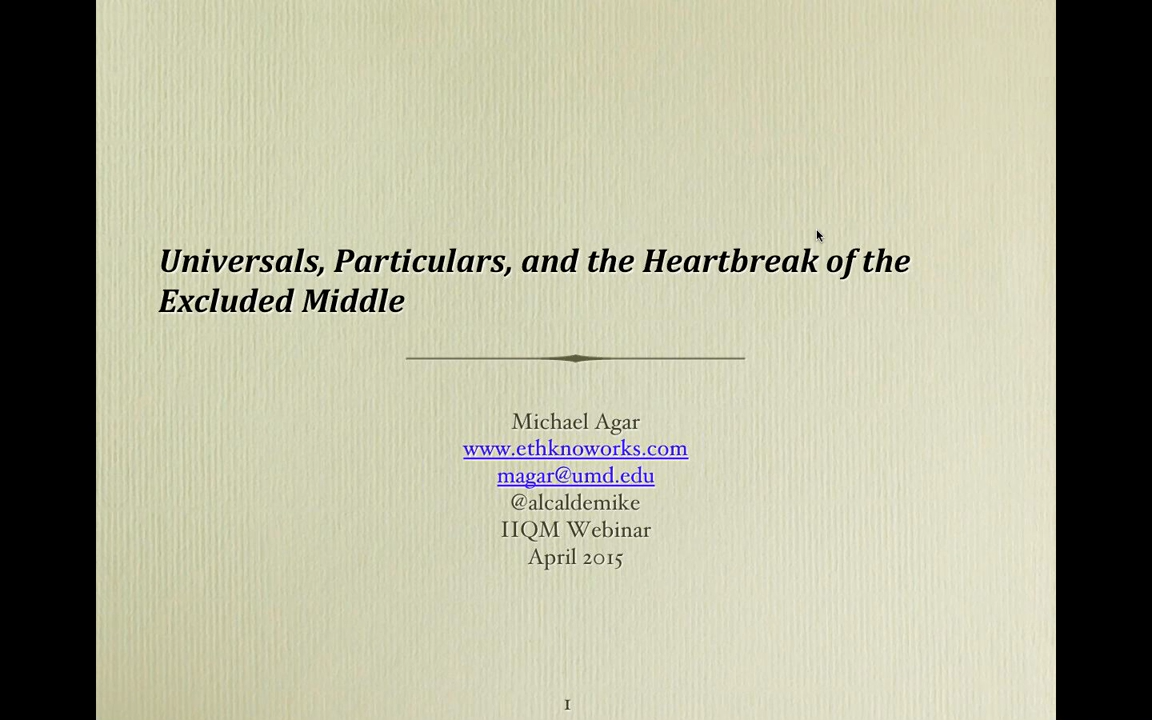 Universals, Particulars, and the Heartbreak of the
Excluded Middle
Michael Agar
www.ethknoworks.com
magar@umd.edu
@alcaldemike
IIQM Webinar
April 2015
1